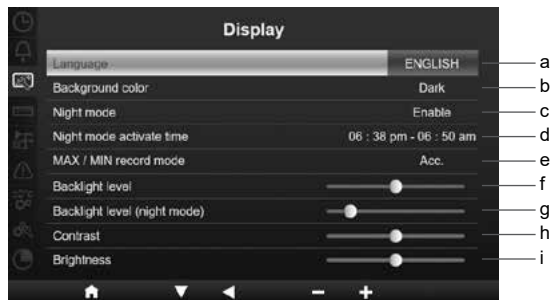 Display
Language ENGLISH a
Background color Dark b
Night mode Enable c
Night mode activate time 06 : 38 pm - 06 : 50 am d
MAX / MIN record mode Acc. e
Backlight level f
Backlight level (night mode) g
Contrast h
Brightness i